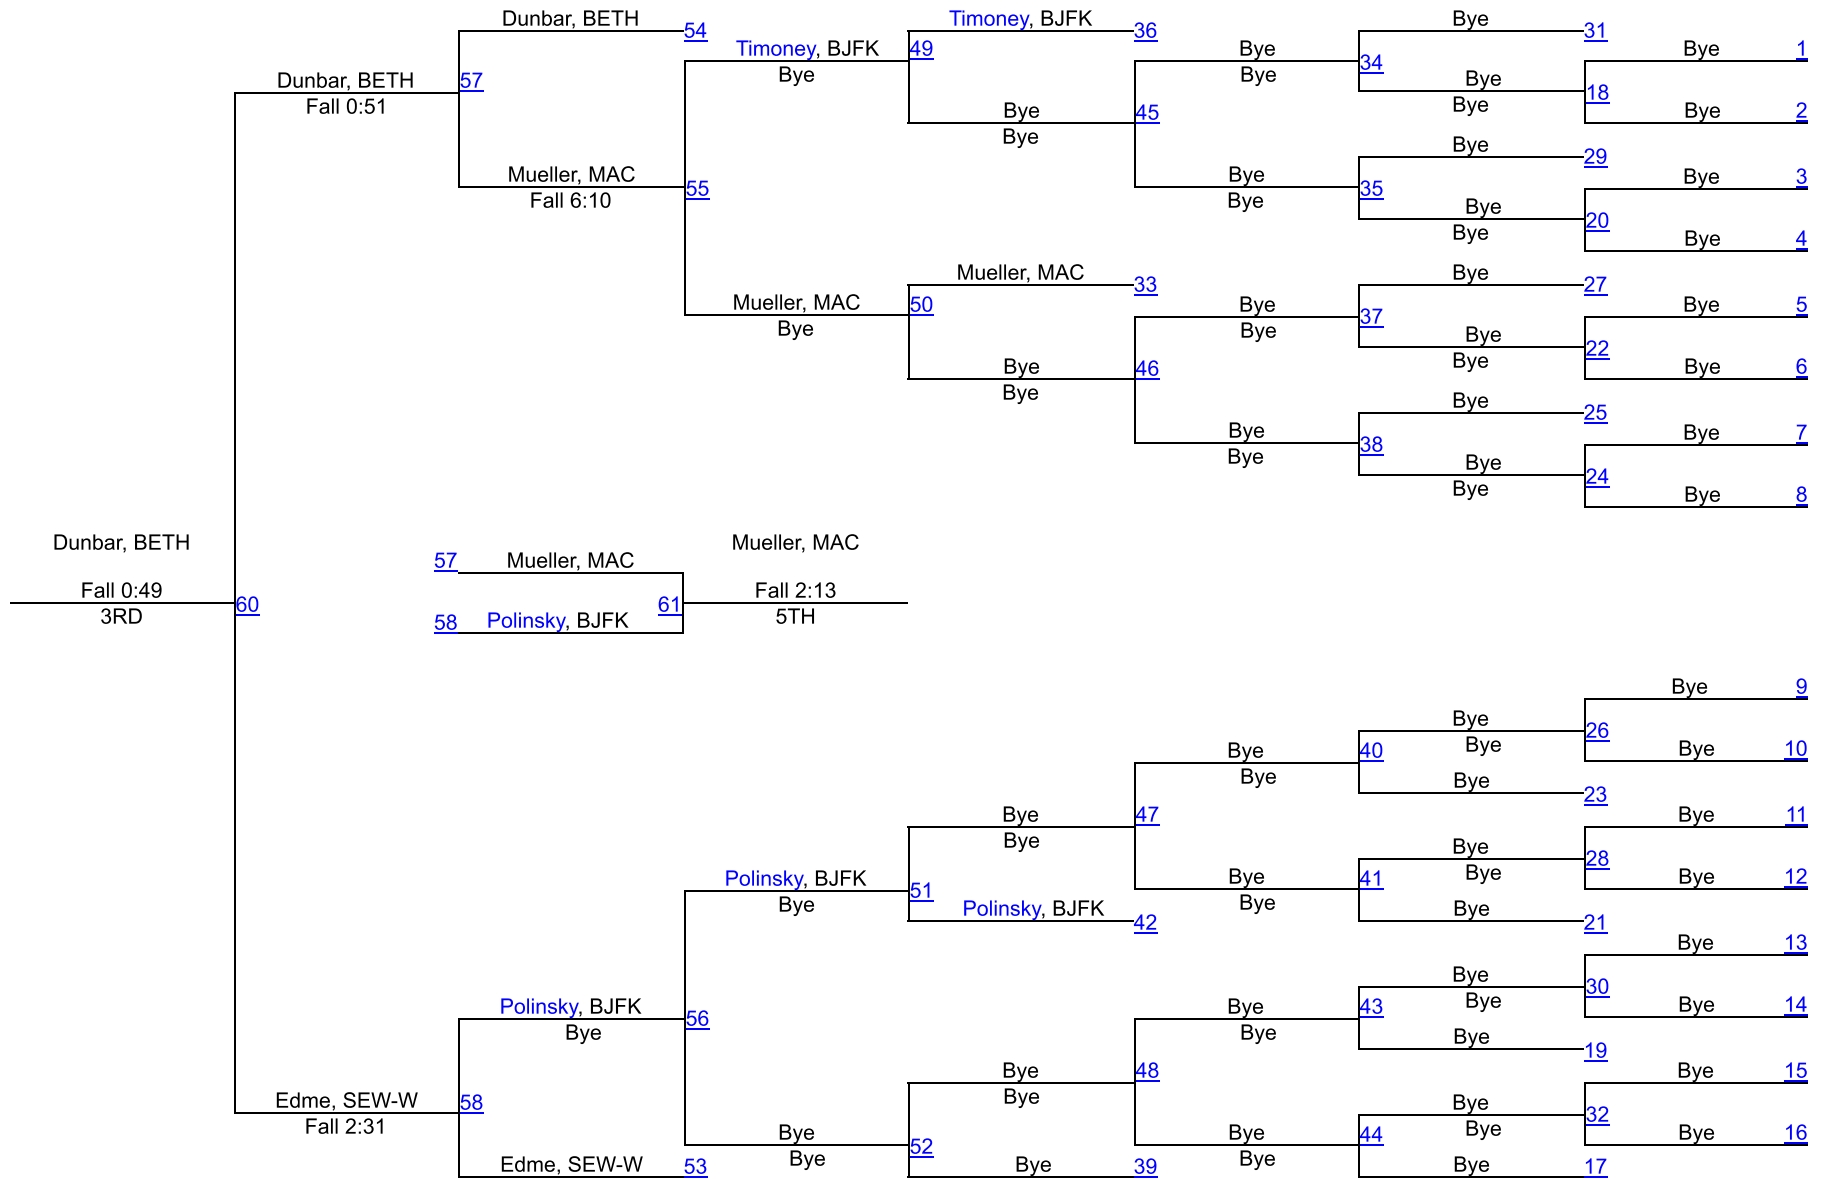 Dunbar, BETH 54 Timoney, BJFK 36 Bye 31
Timoney, BJFK 49 Bye Bye 1
Bye 34
Dunbar, BETH 57 Bye Bye Bye 18
Fall 0:51 Bye Bye 2
Bye 45
Bye Bye 29
Mueller, MAC 55 Bye 35 Bye 3
Fall 6:10 Bye Bye 20
Bye Bye 4
Mueller, MAC 33 Bye 27
Mueller, MAC 50 Bye 37 Bye 5
Bye Bye Bye 22
Bye 46 Bye Bye 6
Bye Bye 25
Bye 38 Bye 7
Bye Bye 24
Bye Bye 8
Dunbar, BETH Mueller, MAC
57 Mueller, MAC
Fall 0:49 60 61 Fall 2:13
3RD 58 Polinsky, BJFK 5TH
Bye 9
Bye 26
Bye 40 Bye Bye 10
Bye Bye 23
Bye 47 Bye 11
Bye Bye 28
Polinsky, BJFK 51 Bye 41 Bye Bye 12
Bye Polinsky, BJFK 42 Bye Bye 21
Bye 13
Bye 30
Polinsky, BJFK 56 Bye 43 Bye Bye 14
Bye Bye Bye 19
Bye 48 Bye 15
Edme, SEW-W 58 Bye Bye 32
Fall 2:31 Bye 52 Bye 44 Bye Bye 16
Bye Bye
Edme, SEW-W 53 Bye 39 Bye 17